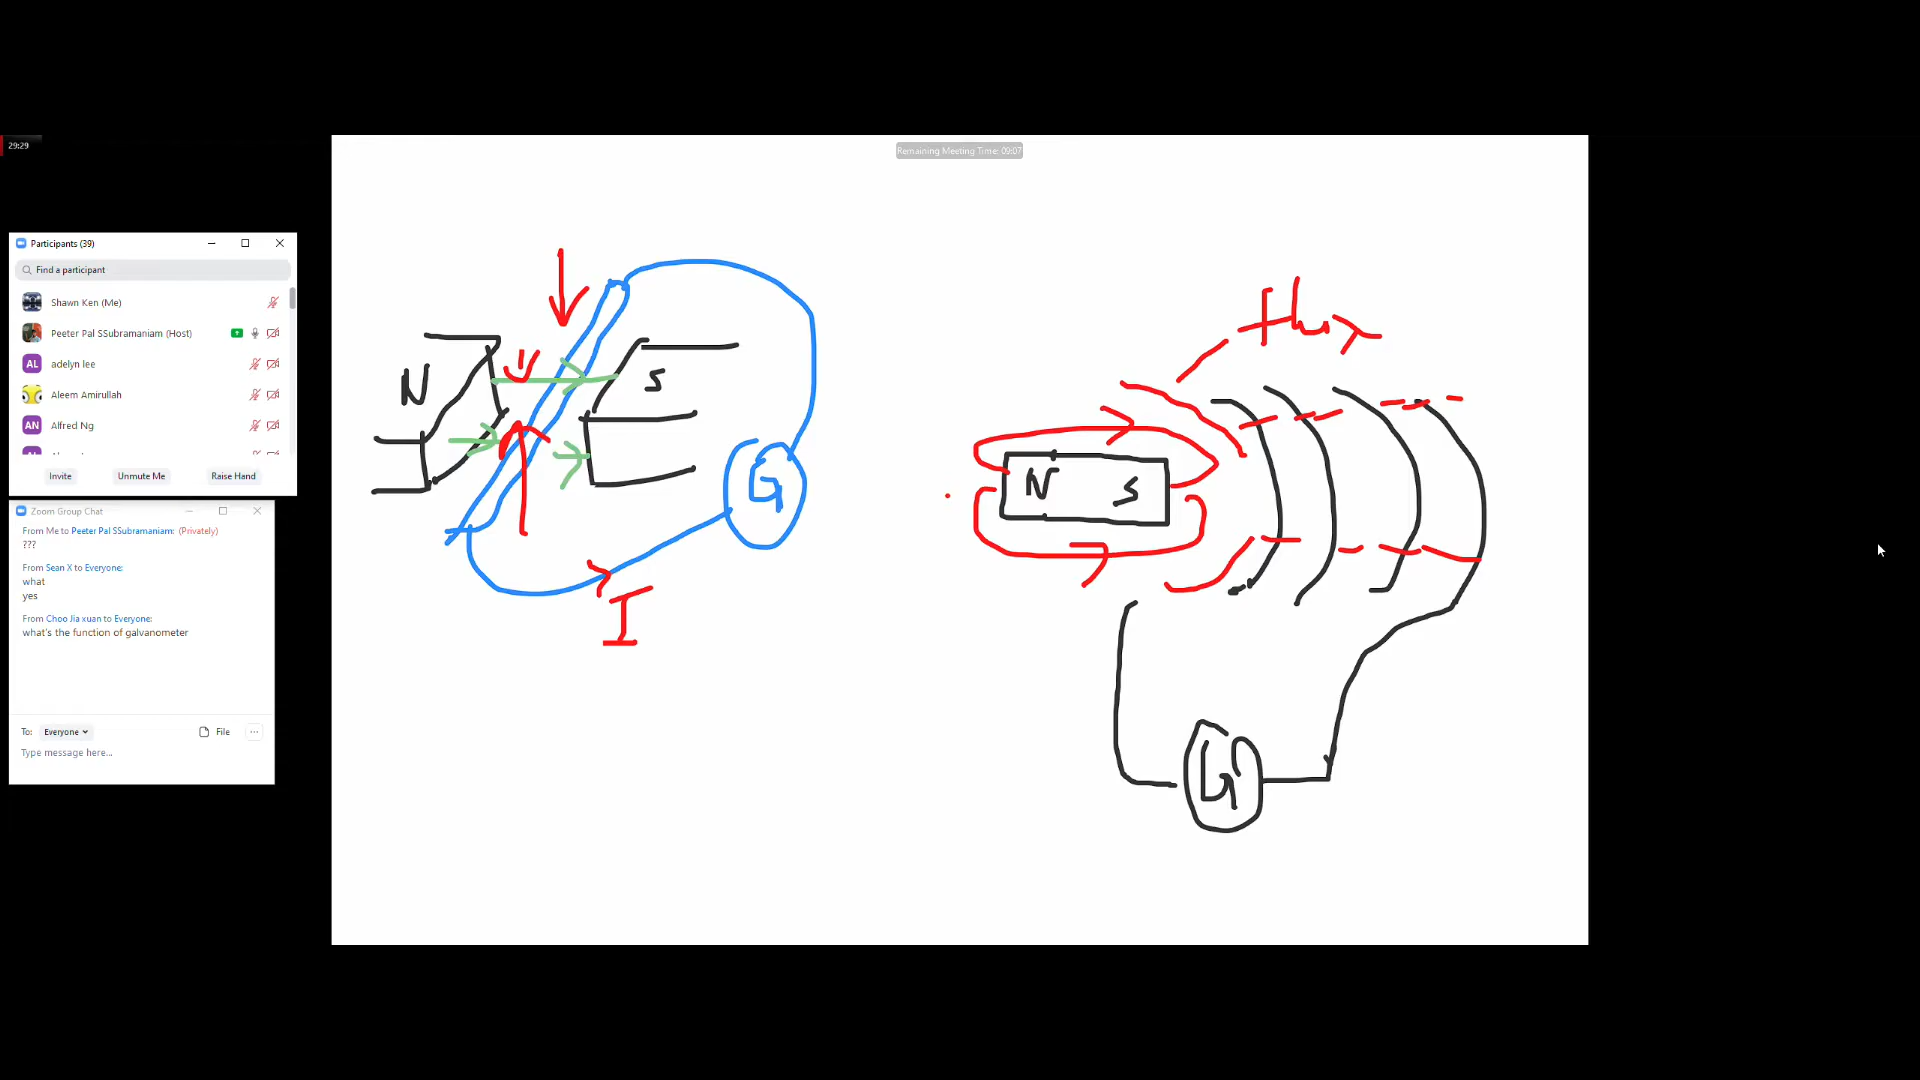 29:29
Remaining Meeting Time: 09:07
Participants (39)
Find a participant
Shawn Ken (Me)
Peeter Pal SSubramaniam (Host)
AL adelyn lee
Aleem Amirullah
AN Alfred Ng
Invite Unmute Me Raise Hand
Zoom Group Chat
From Me to Peeter Pal SSubramaniam: (Privately)
???
From Sean X to Everyone:
what
yes
From Choo Jia xuan to Everyone:
what's the function of galvanometer
To: Everyone File ...
Type message here...
N
S
G
I
flux
N S
G